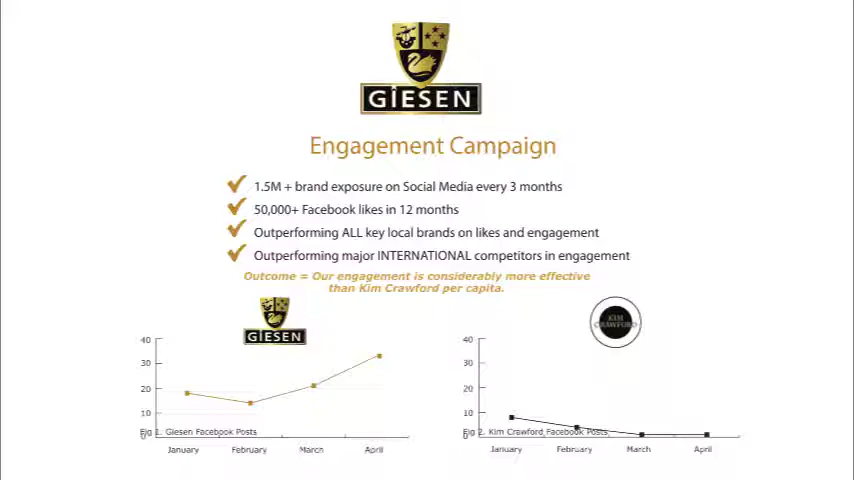 GiESEN
Engagement Campaign
1.5M + brand exposure on Social Media every 3 months
50,000+ Facebook likes in 12 months
Outperforming ALL key local brands on likes and engagement
Outperforming major INTERNATIONAL competitors in engagement
Outcome = Our engagement is considerably more effective
than Kim Crawford per capita.
GiESEN
KIM
CRAWFORD
40
30
20
10
0
Fig 1. Giesen Facebook Posts
January February March April
40
30
20
10
0
Fig 2. Kim Crawford Facebook Posts
January February March April